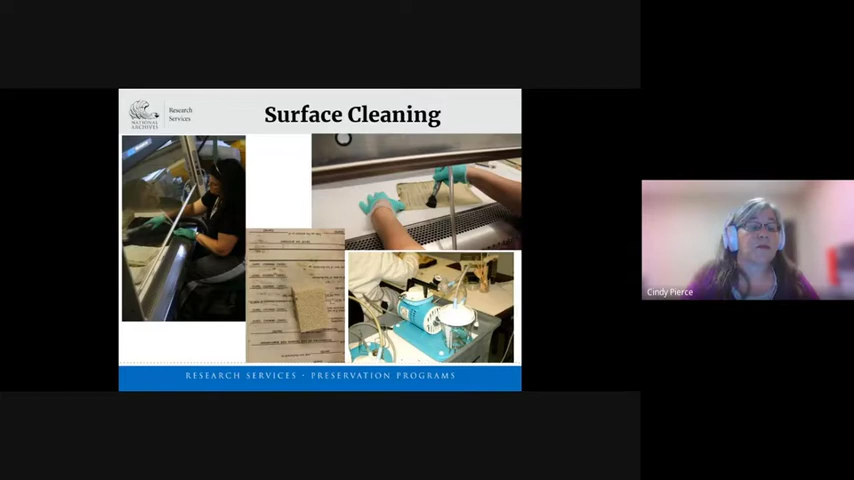 Research
Services
NATIONAL
ARCHIVES
Surface Cleaning
RESEARCH SERVICES · PRESERVATION PROGRAMS
Cindy Pierce